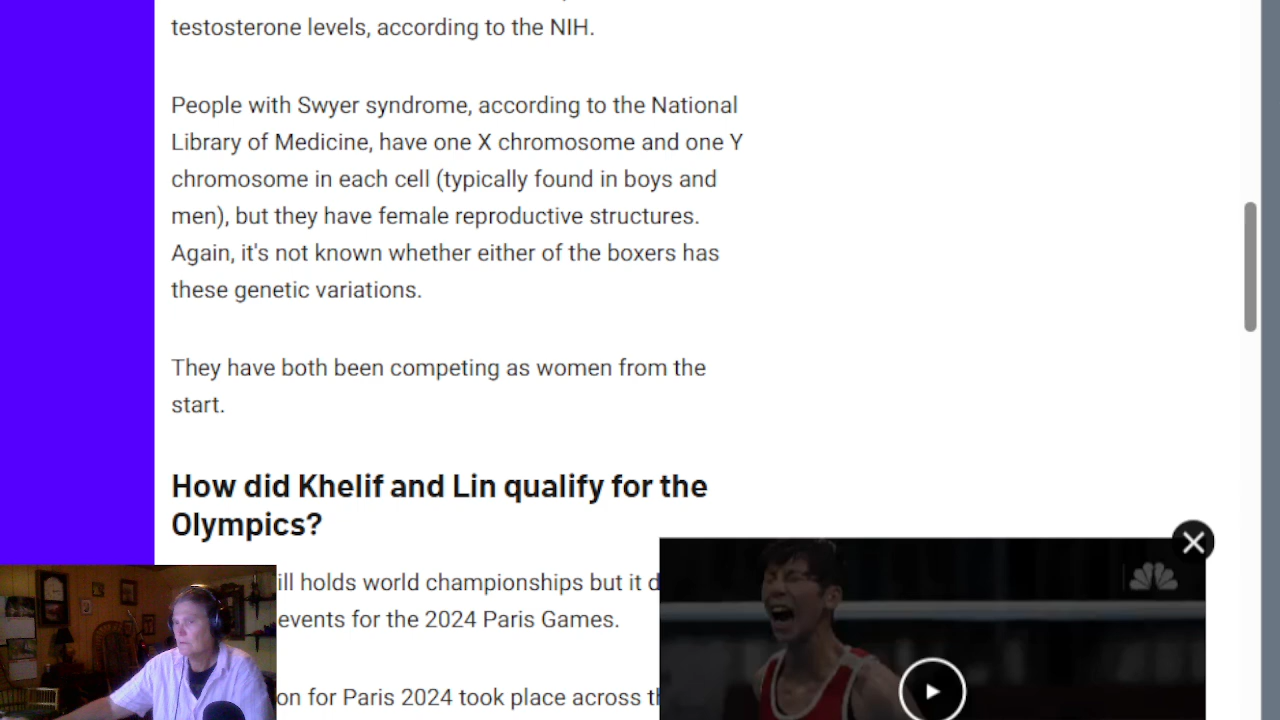 testosterone levels, according to the NIH.
People with Swyer syndrome, according to the National
Library of Medicine, have one X chromosome and one Y
chromosome in each cell (typically found in boys and
men), but they have female reproductive structures.
Again, it's not known whether either of the boxers has
these genetic variations.
They have both been competing as women from the
start.
How did Khelif and Lin qualify for the
Olympics?
ill holds world championships but it d
events for the 2024 Paris Games.
on for Paris 2024 took place across th